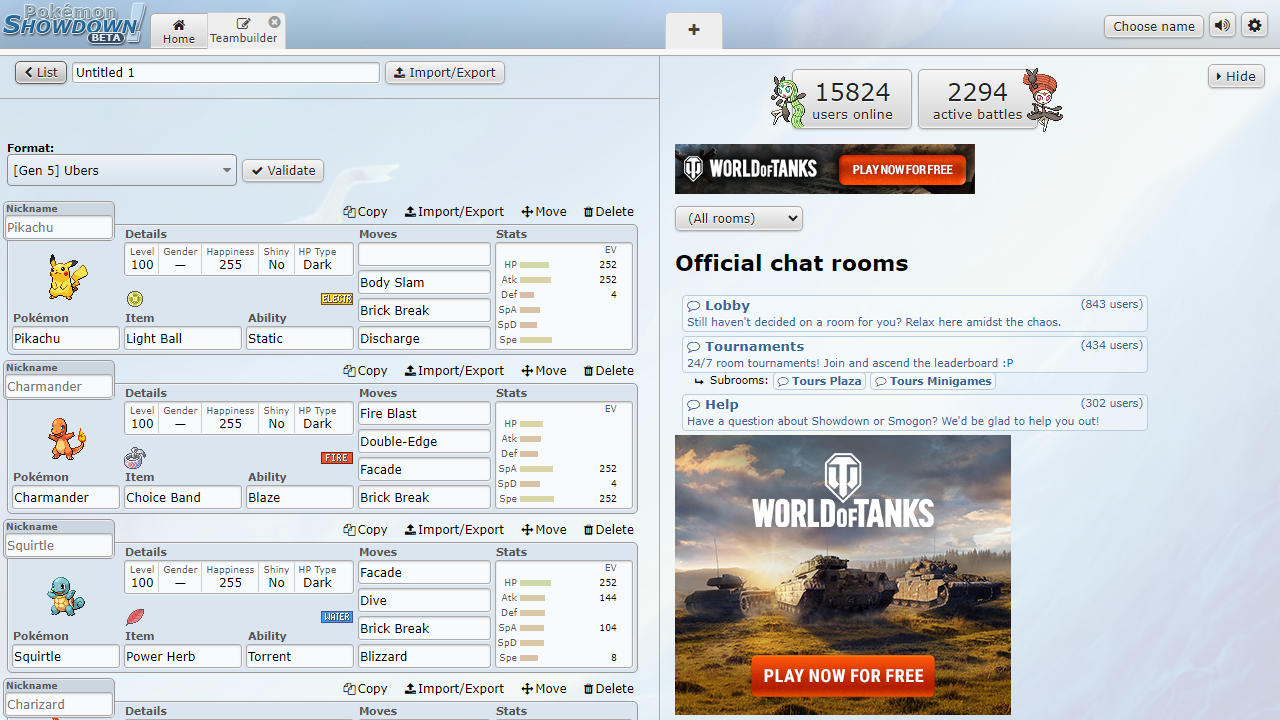 Pokémon
Showdown!
BETA
Home
Teambuilder
+
Choose name
List
Untitled 1
Import/Export
Format:
[Gen 5] Ubers
Validate
Nickname
Pikachu
Copy Import/Export Move Delete
Details Moves Stats
Level Gender Happiness Shiny HP Type
100 — 255 No Dark
EV
HP 252
Atk 252
Def 4
SpA
SpD
Spe
Body Slam
Brick Break
Discharge
ELECTR
Pokémon Item Ability
Pikachu Light Ball Static
Nickname
Charmander
Copy Import/Export Move Delete
Details Moves Stats
Level Gender Happiness Shiny HP Type
100 — 255 No Dark
EV
HP
Atk
Def
SpA 252
SpD 4
Spe 252
Fire Blast
Double-Edge
Facade
Brick Break
FIRE
Pokémon Item Ability
Charmander Choice Band Blaze
Nickname
Squirtle
Copy Import/Export Move Delete
Details Moves Stats
Level Gender Happiness Shiny HP Type
100 — 255 No Dark
EV
HP 252
Atk 144
Def
SpA 104
SpD
Spe 8
Facade
Dive
Brick Break
Blizzard
WATER
Pokémon Item Ability
Squirtle Power Herb Torrent
Nickname
Charizard
Copy Import/Export Move Delete
Details Moves Stats
15824
users online
2294
active battles
Hide
WORLD OF TANKS
PLAY NOW FOR FREE
(All rooms)
Official chat rooms
Lobby (843 users)
Still haven't decided on a room for you? Relax here amidst the chaos.
Tournaments (434 users)
24/7 room tournaments! Join and ascend the leaderboard :P
Subrooms: Tours Plaza Tours Minigames
Help (302 users)
Have a question about Showdown or Smogon? We'd be glad to help you out!
WORLD OF TANKS
PLAY NOW FOR FREE